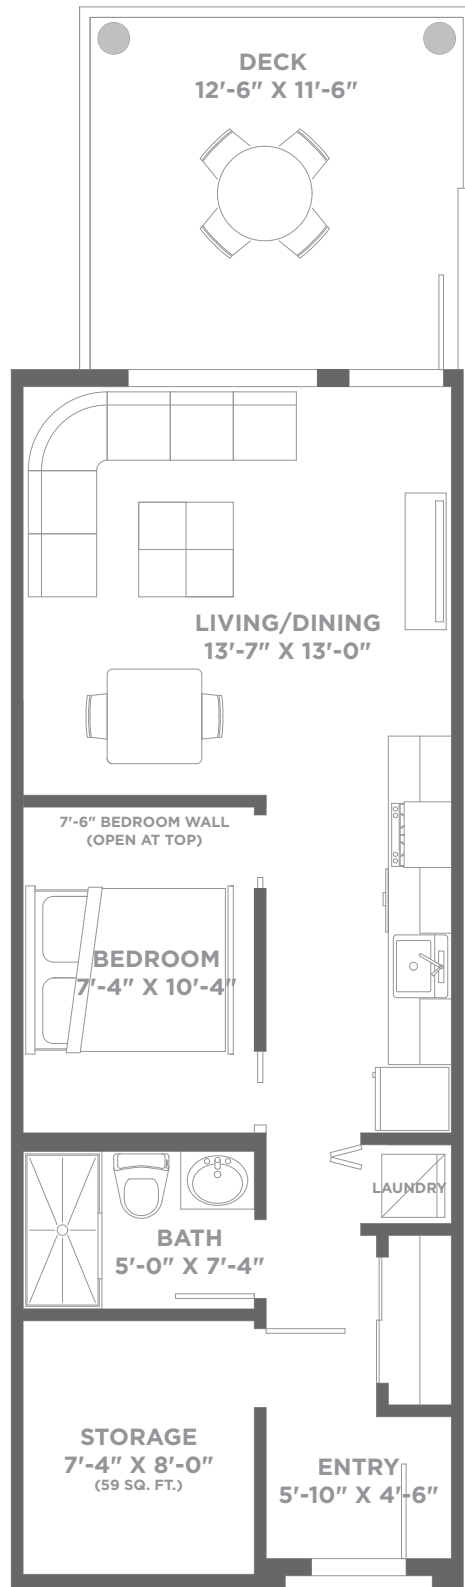 DECK
12'-6" X 11'-6"
LIVING/DINING
13'-7" X 13'-0"
7'-6" BEDROOM WALL
(OPEN AT TOP)
BEDROOM
7'-4" X 10'-4"
LAUNDRY
BATH
5'-0" X 7'-4"
STORAGE
7'-4" X 8'-0"
(59 SQ. FT.)
ENTRY
5'-10" X 4'-6"